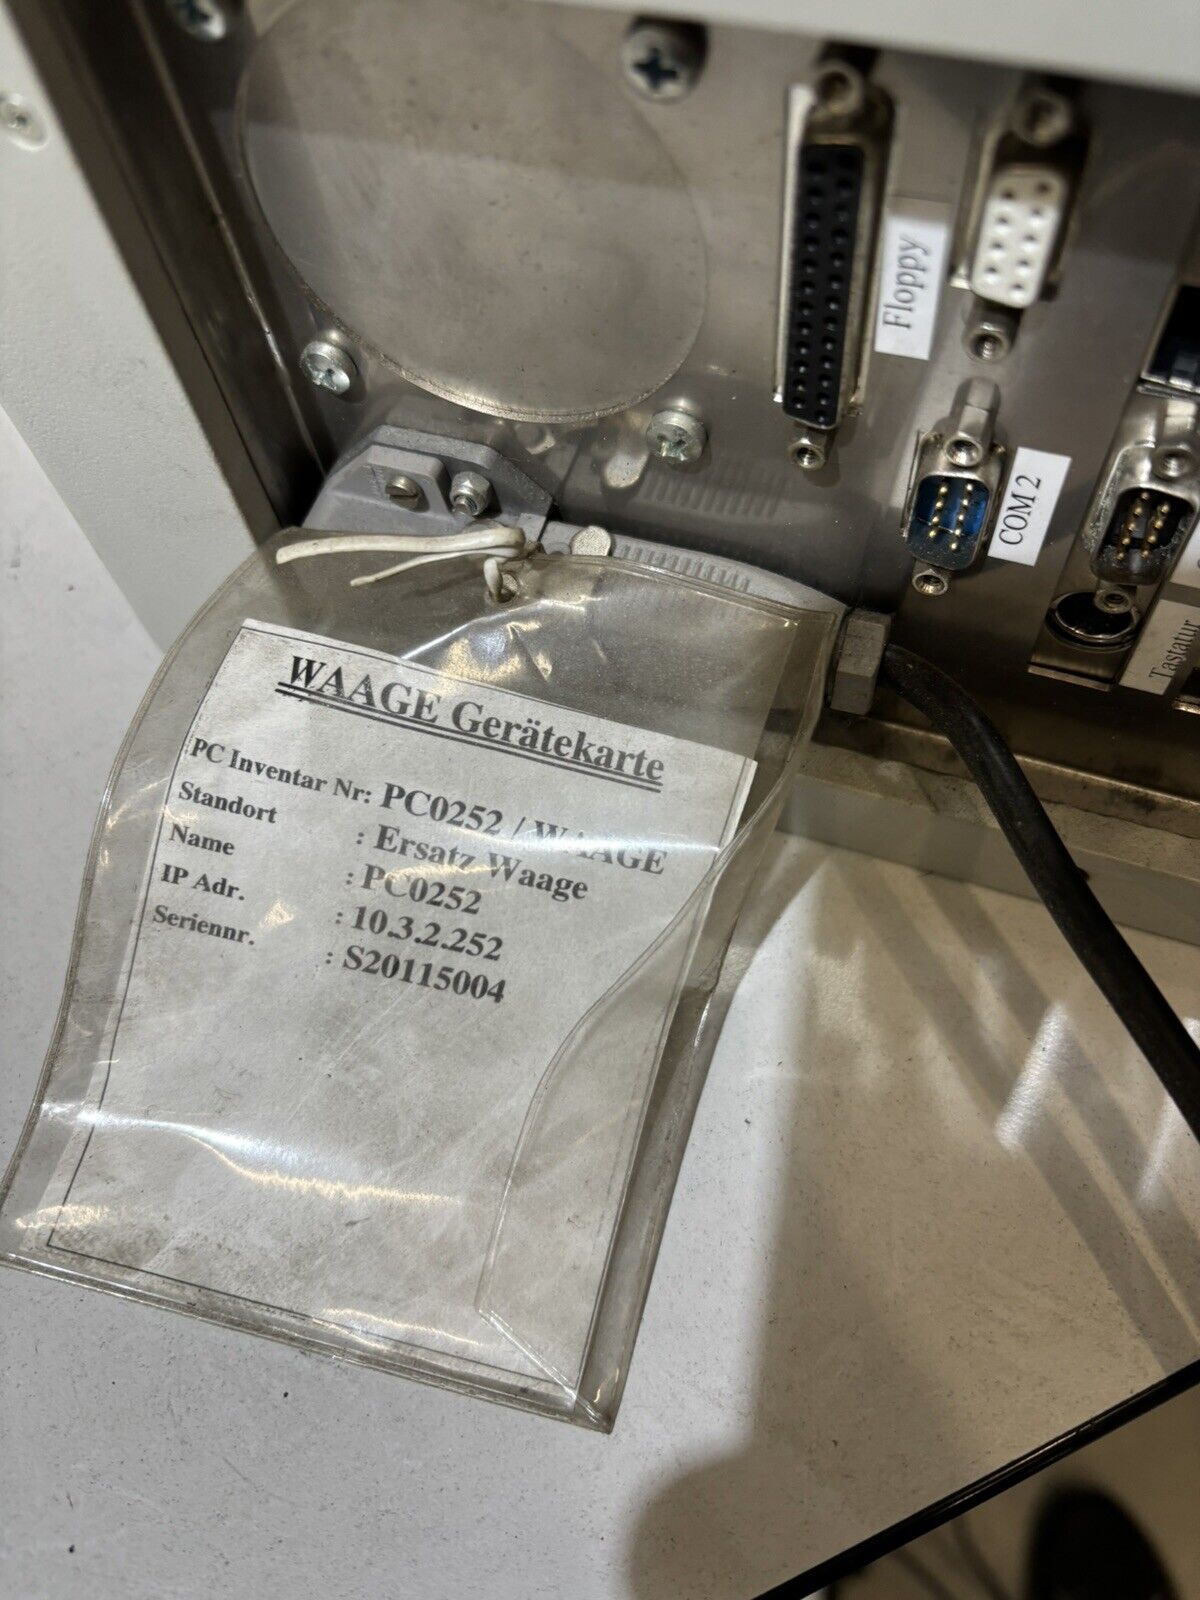 Floppy
COM 2
Tastatur
WAAGE Gerätekarte
PC Inventar Nr: PC0252 / WAAGE
Standort : Ersatz Waage
Name : PC0252
IP Adr. : 10.3.2.252
Seriennr. : S20115004